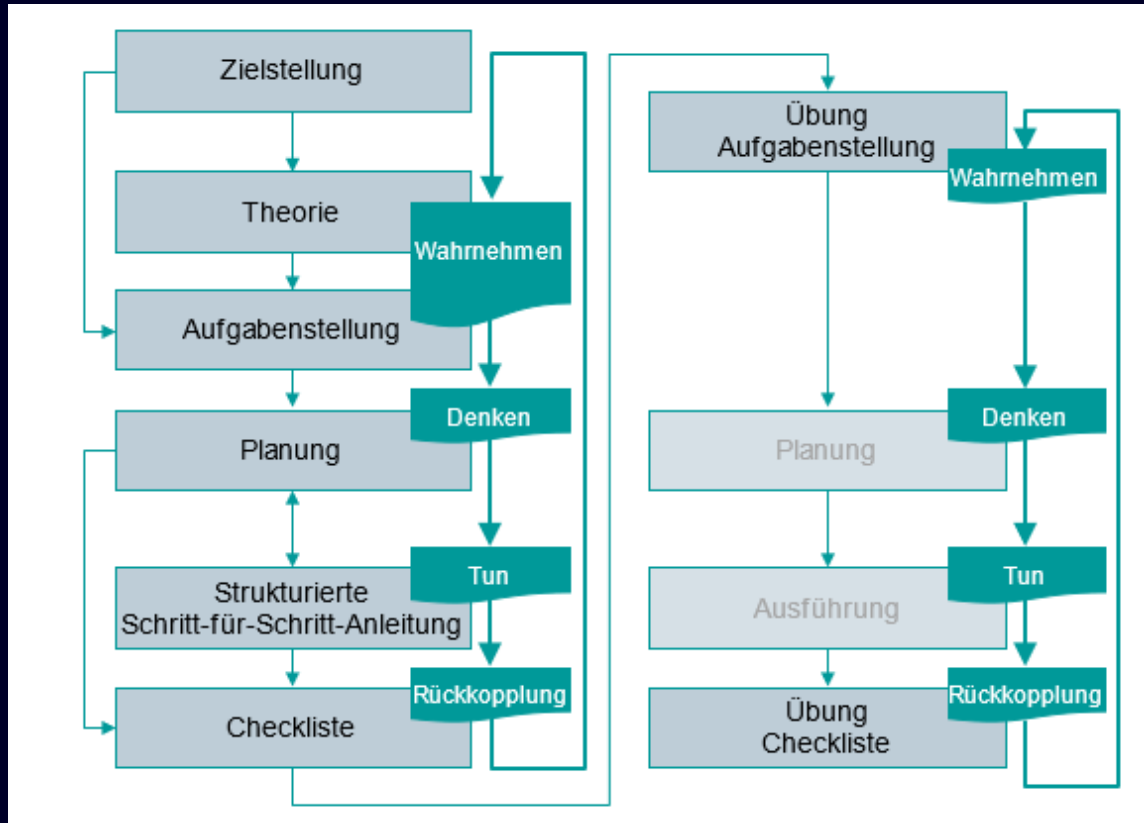 Zielstellung
Theorie
Wahrnehmen
Aufgabenstellung
Denken
Planung
Tun
Strukturierte
Schritt-für-Schritt-Anleitung
Rückkopplung
Checkliste
Übung
Aufgabenstellung
Wahrnehmen
Denken
Planung
Tun
Ausführung
Rückkopplung
Übung
Checkliste